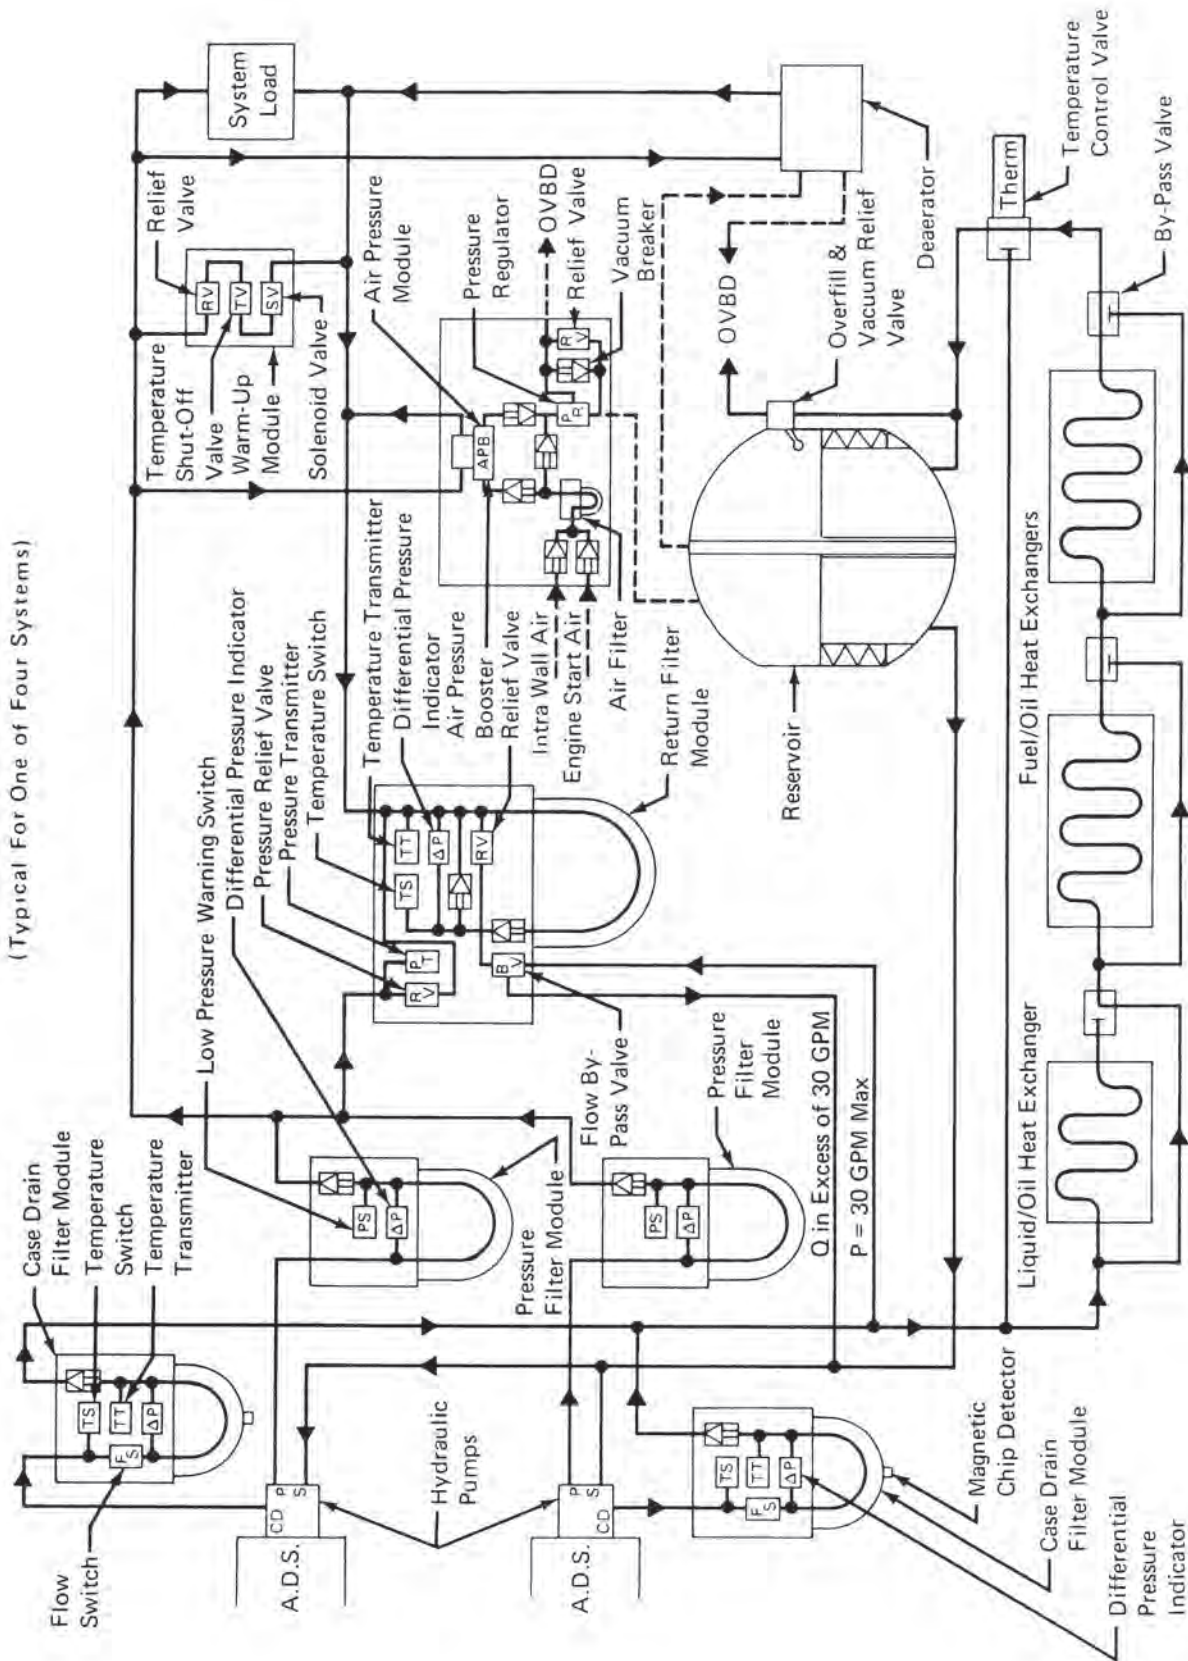 (Typical For One of Four Systems)
Flow
Switch
Case Drain
Filter Module
Temperature
Switch
Temperature
Transmitter
TS
TT
FS
ΔP
A.D.S.
CD
P
S
Hydraulic
Pumps
A.D.S.
P
S
CD
TS
TT
FS
ΔP
Magnetic
Chip Detector
Case Drain
Filter Module
Differential
Pressure
Indicator
Low Pressure Warning Switch
Differential Pressure Indicator
Pressure Relief Valve
Pressure Transmitter
Temperature Switch
PS
ΔP
Pressure
Filter Module
PS
ΔP
Pressure
Filter
Module
Flow By-
Pass Valve
Q in Excess of 30 GPM
P = 30 GPM Max
RV
PT
TS
TT
ΔP
RV
BV
Temperature Transmitter
Differential Pressure
Indicator
Air Pressure
Booster
Relief Valve
Intra Wall Air
Engine Start Air
Air Filter
Return Filter
Module
Temperature
Shut-Off
Valve
Warm-Up
Module
Solenoid Valve
RV
TV
SV
Relief
Valve
System
Load
Air Pressure
Module
APB
PR
RV
Pressure
Regulator
OVBD
Relief Valve
Vacuum
Breaker
OVBD
Overfill &
Vacuum Relief
Valve
Deaerator
Reservoir
Therm
Temperature
Control Valve
By-Pass Valve
Fuel/Oil Heat Exchangers
Liquid/Oil Heat Exchanger